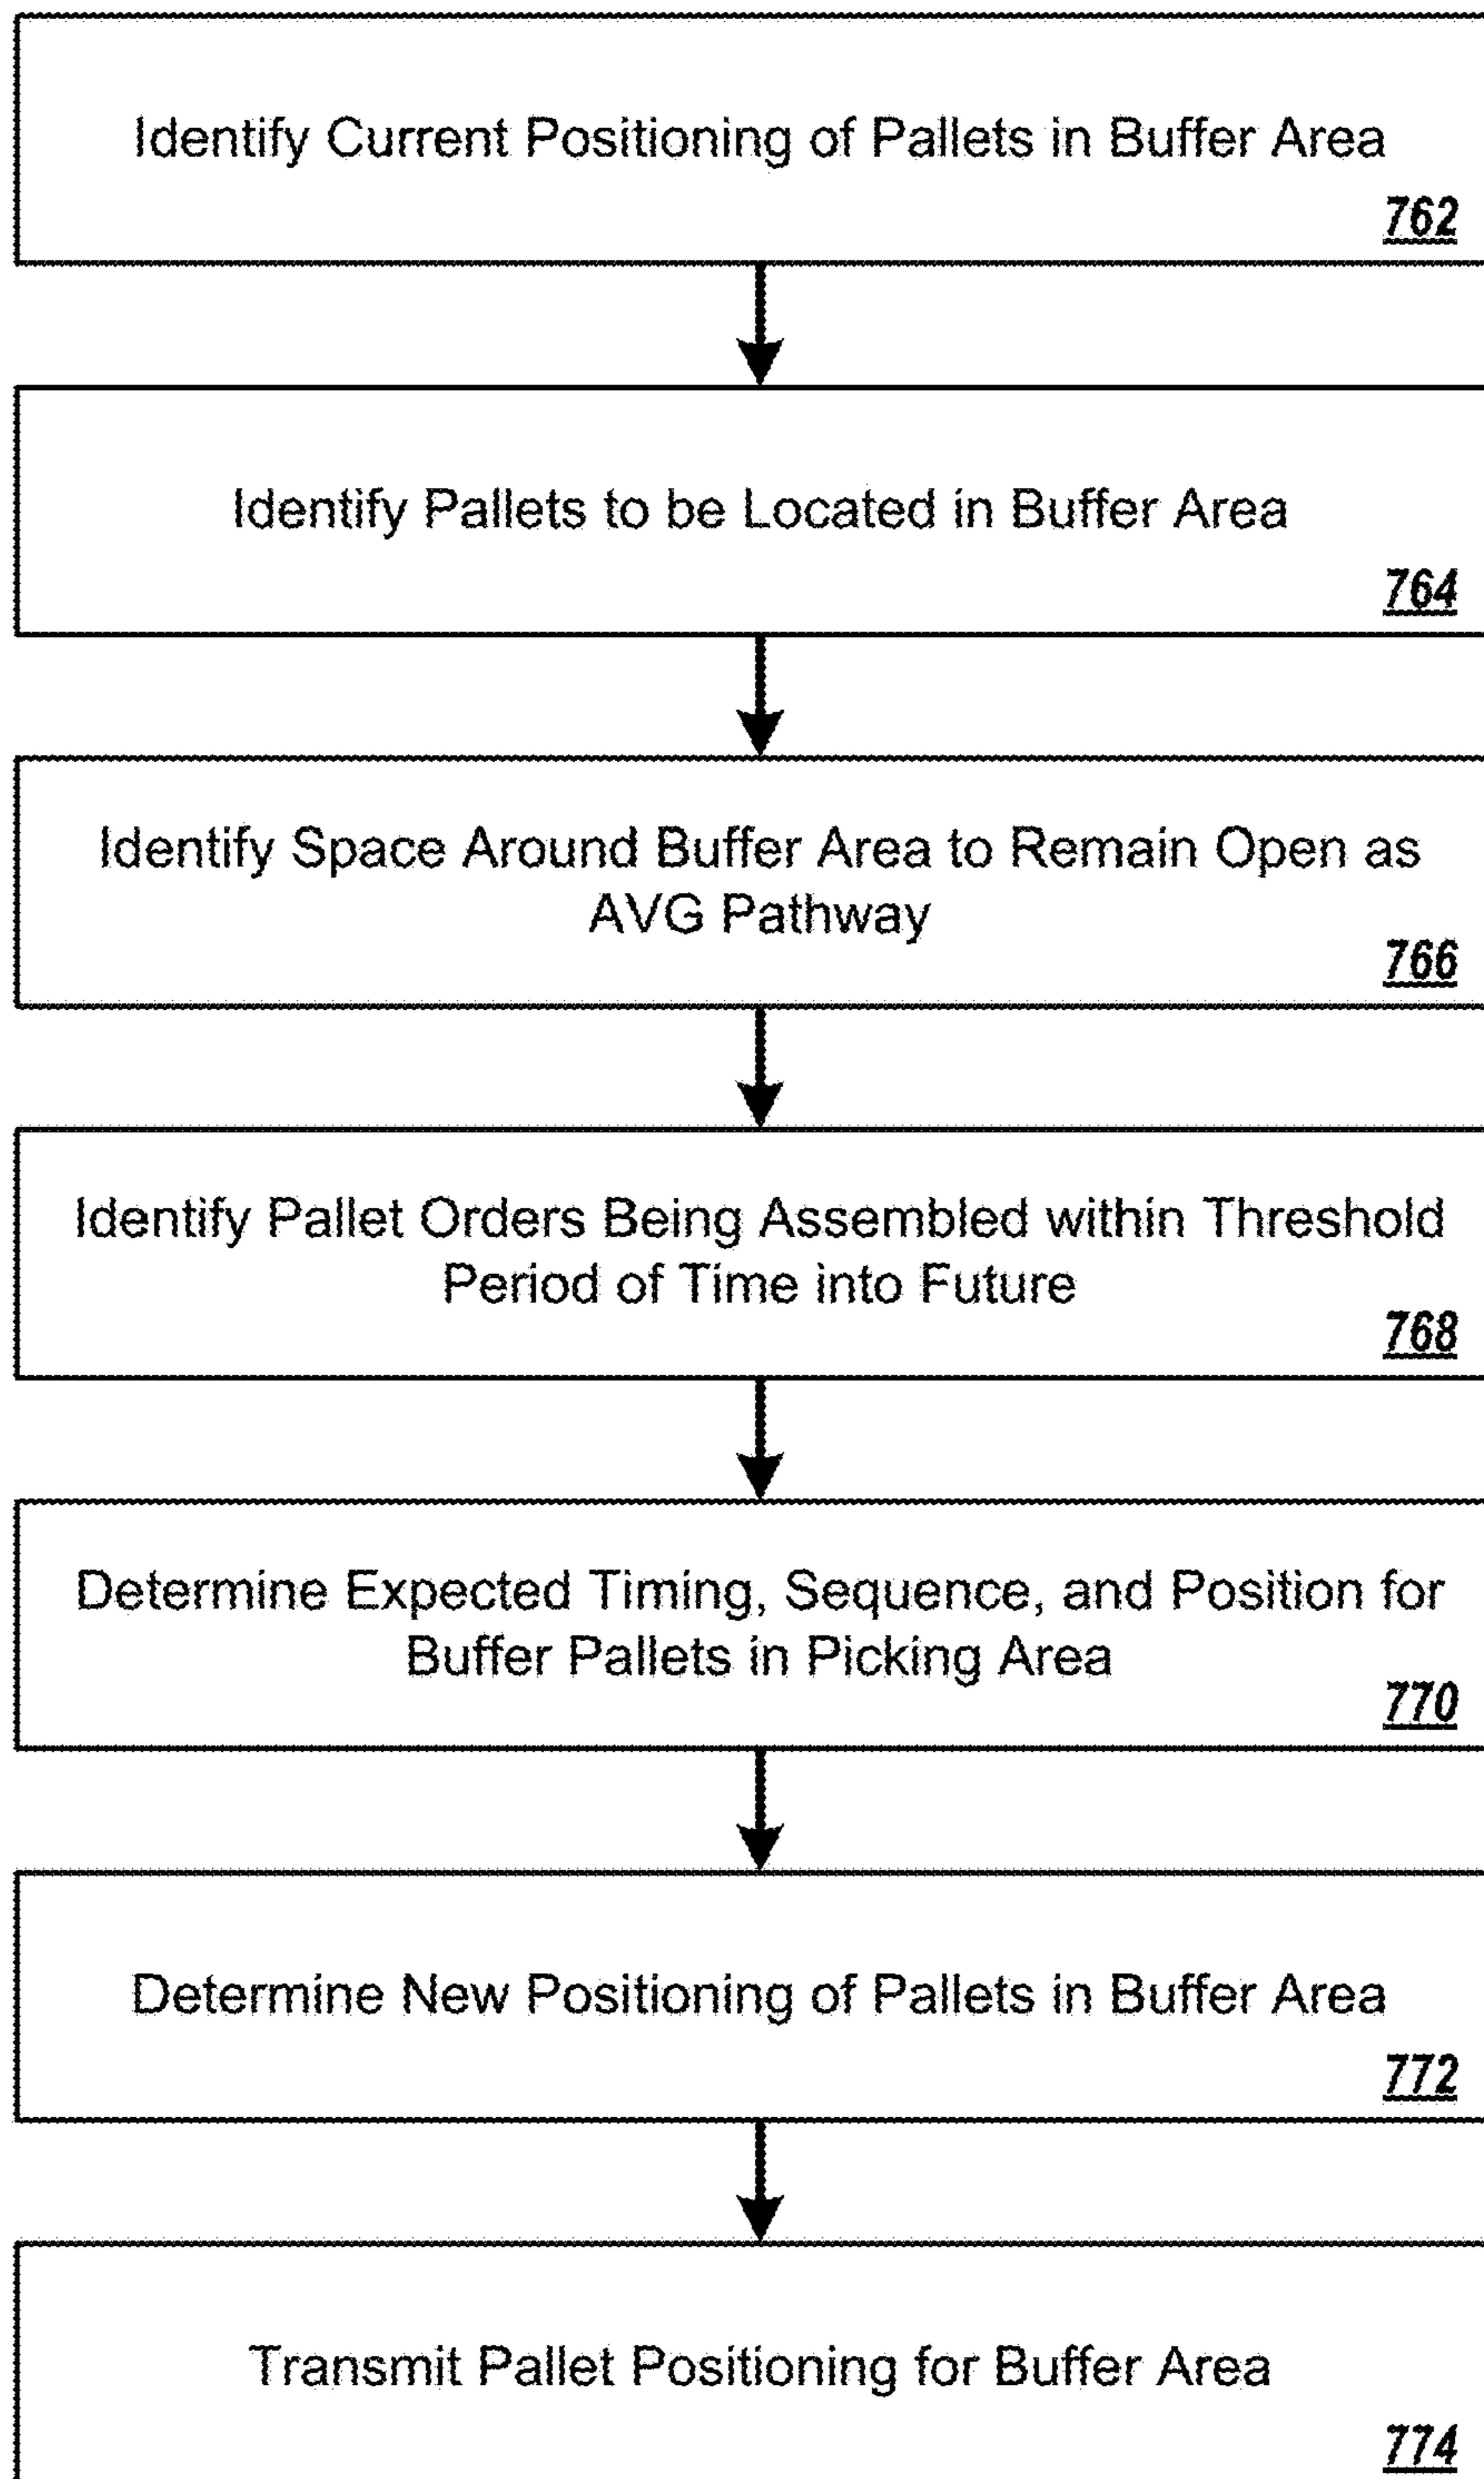 Identify Current Positioning of Pallets in Buffer Area
762
Identify Pallets to be Located in Buffer Area
764
Identify Space Around Buffer Area to Remain Open as
AVG Pathway
766
Identify Pallet Orders Being Assembled within Threshold
Period of Time into Future
768
Determine Expected Timing, Sequence, and Position for
Buffer Pallets in Picking Area
770
Determine New Positioning of Pallets in Buffer Area
772
Transmit Pallet Positioning for Buffer Area
774